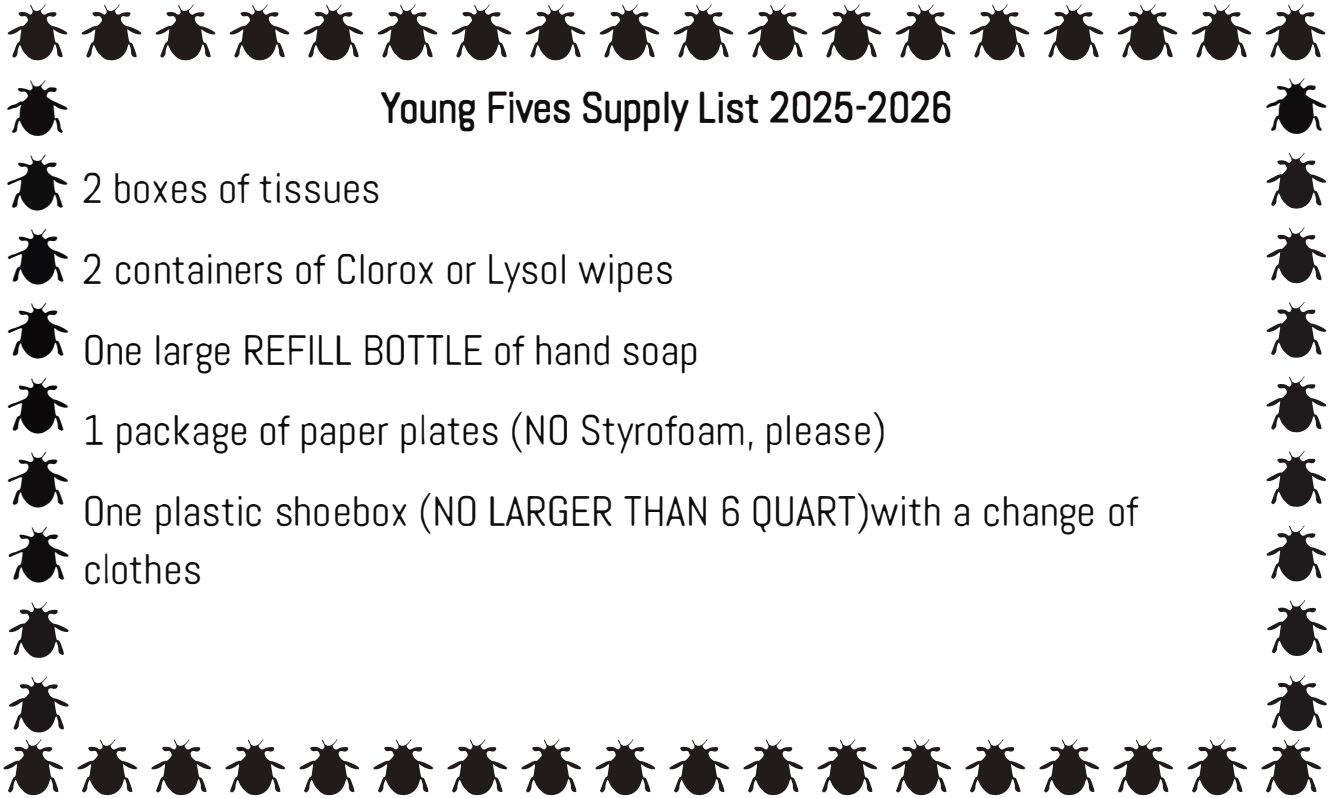 Young Fives Supply List 2025-2026
2 boxes of tissues
2 containers of Clorox or Lysol wipes
One large REFILL BOTTLE of hand soap
1 package of paper plates (NO Styrofoam, please)
One plastic shoebox (NO LARGER THAN 6 QUART)with a change of
clothes